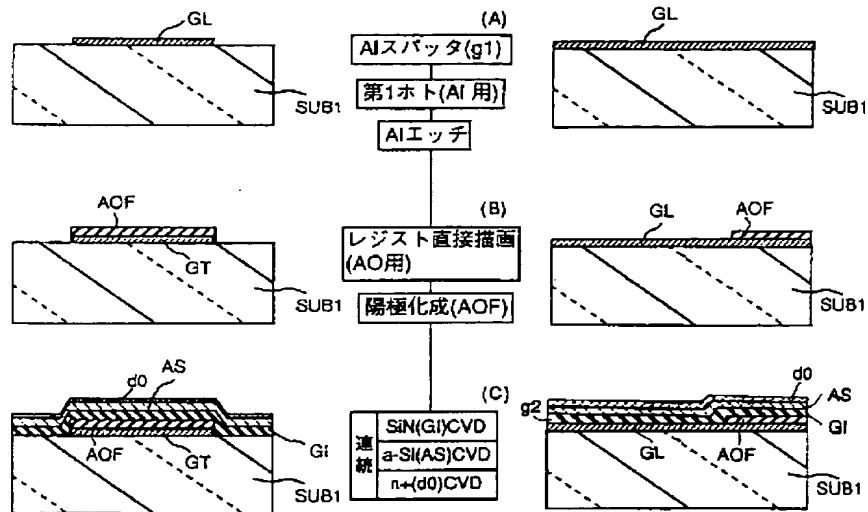 GL
SUB1
(A)
Alスパッタ(g1)
第1ホト(Al用)
Alエッチ
GL
SUB1
AOF
GT
SUB1
(B)
レジスト直接描画
(AO用)
陽極化成(AOF)
GL
AOF
SUB1
d0
AS
AOF
GT
GI
SUB1
(C)
連続
SiN(GI)CVD
a-Si(AS)CVD
n+(d0)CVD
g2
d0
AS
GI
GL
AOF
SUB1